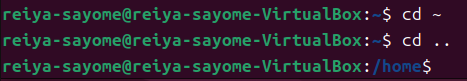 reiya-sayome@reiya-sayome-VirtualBox:~$ cd ~
reiya-sayome@reiya-sayome-VirtualBox:~$ cd ..
reiya-sayome@reiya-sayome-VirtualBox:/home$